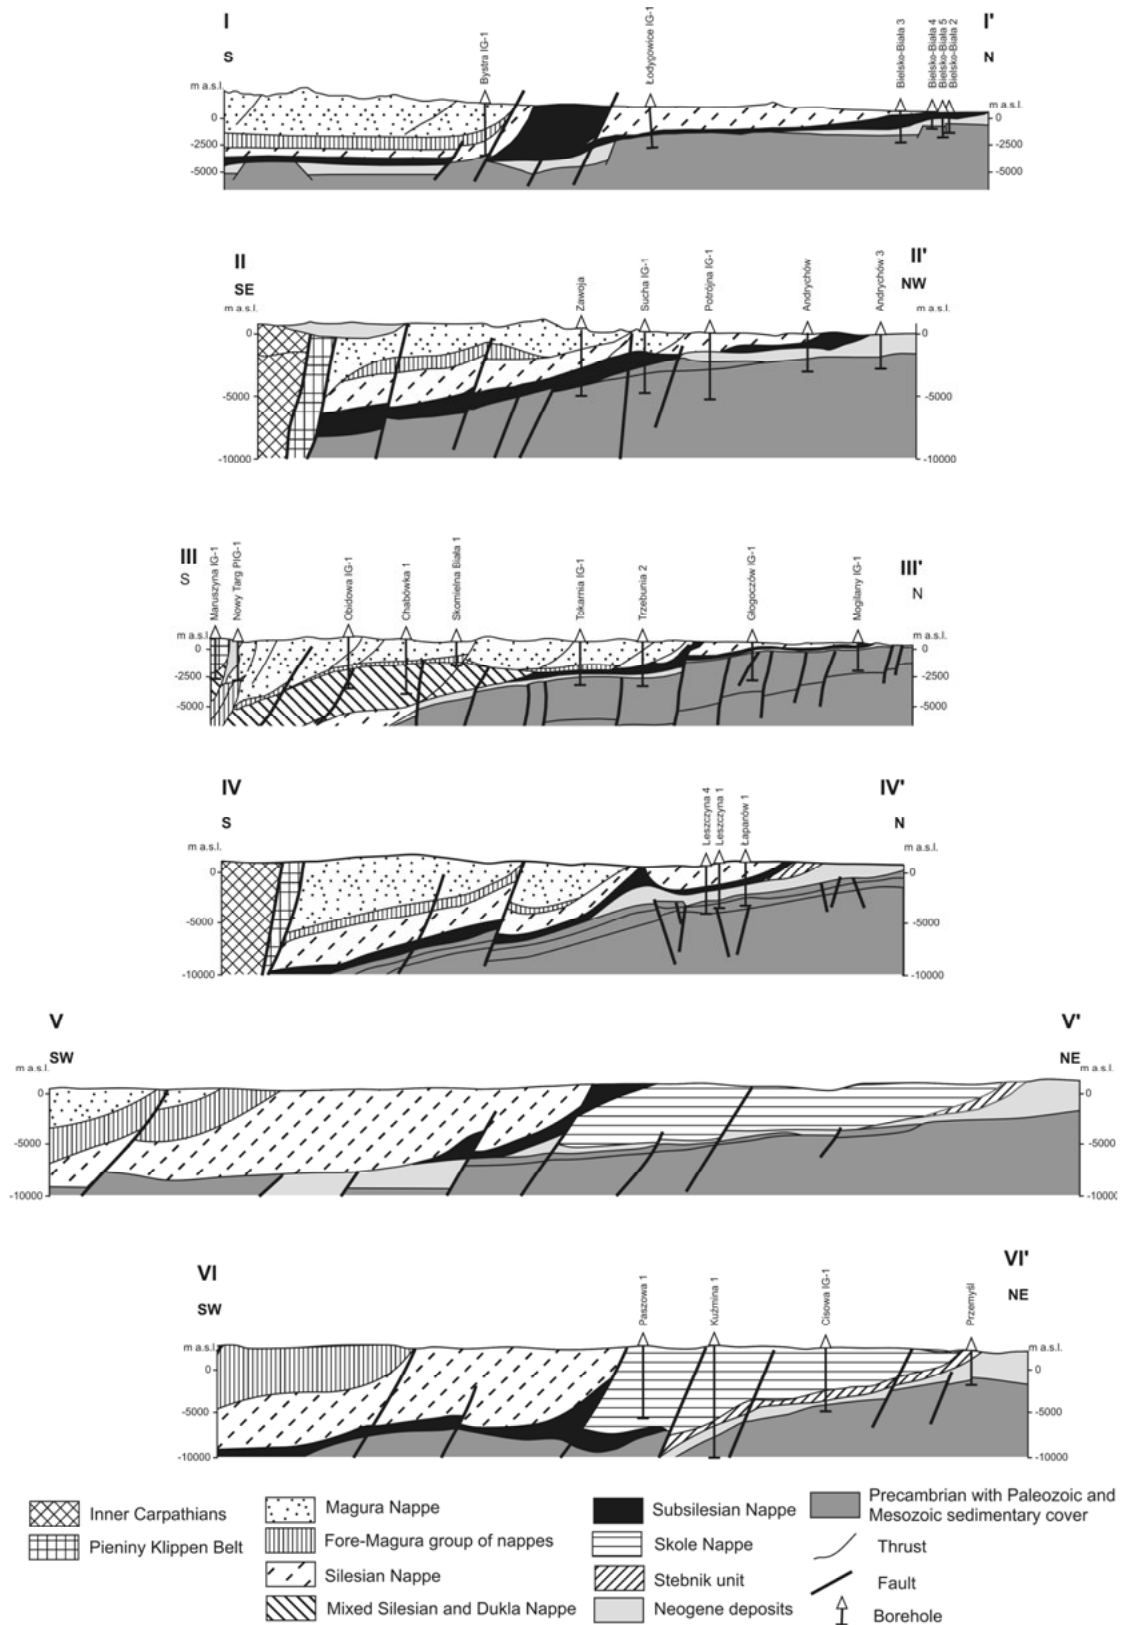 I
I'
S
N
Bystra IG-1
Łodygowice IG-1
Bielsko-Biała 3
Bielsko-Biała 4
Bielsko-Biała 5
Bielsko-Biała 2
m a.s.l.
m a.s.l.
0
0
-2500
-2500
-5000
-5000
II
II'
SE
NW
Zawoja
Sucha IG-1
Potrójna IG-1
Andrychów
Andrychów 3
m a.s.l.
m a.s.l.
0
0
-5000
-5000
-10000
-10000
III
III'
S
N
Maruszyna IG-1
Nowy Targ PIG-1
Obidowa IG-1
Chabówka 1
Skomielna Biała 1
Tokarnia IG-1
Trzebunia 2
Głogoczów IG-1
Mogilany IG-1
m a.s.l.
m a.s.l.
0
0
-2500
-2500
-5000
-5000
IV
IV'
S
N
Leszczyna 4
Leszczyna 1
Łapanów 1
m a.s.l.
m a.s.l.
0
0
-5000
-5000
-10000
-10000
V
V'
SW
NE
m a.s.l.
m a.s.l.
0
0
-5000
-5000
-10000
-10000
VI
VI'
SW
NE
Paszowa 1
Kuźmina 1
Cisowa IG-1
Przemyśl
m a.s.l.
m a.s.l.
0
0
-5000
-5000
-10000
-10000
Inner Carpathians
Pieniny Klippen Belt
Magura Nappe
Fore-Magura group of nappes
Silesian Nappe
Mixed Silesian and Dukla Nappe
Subsilesian Nappe
Skole Nappe
Stebnik unit
Neogene deposits
Precambrian with Paleozoic and
Mesozoic sedimentary cover
Thrust
Fault
Borehole